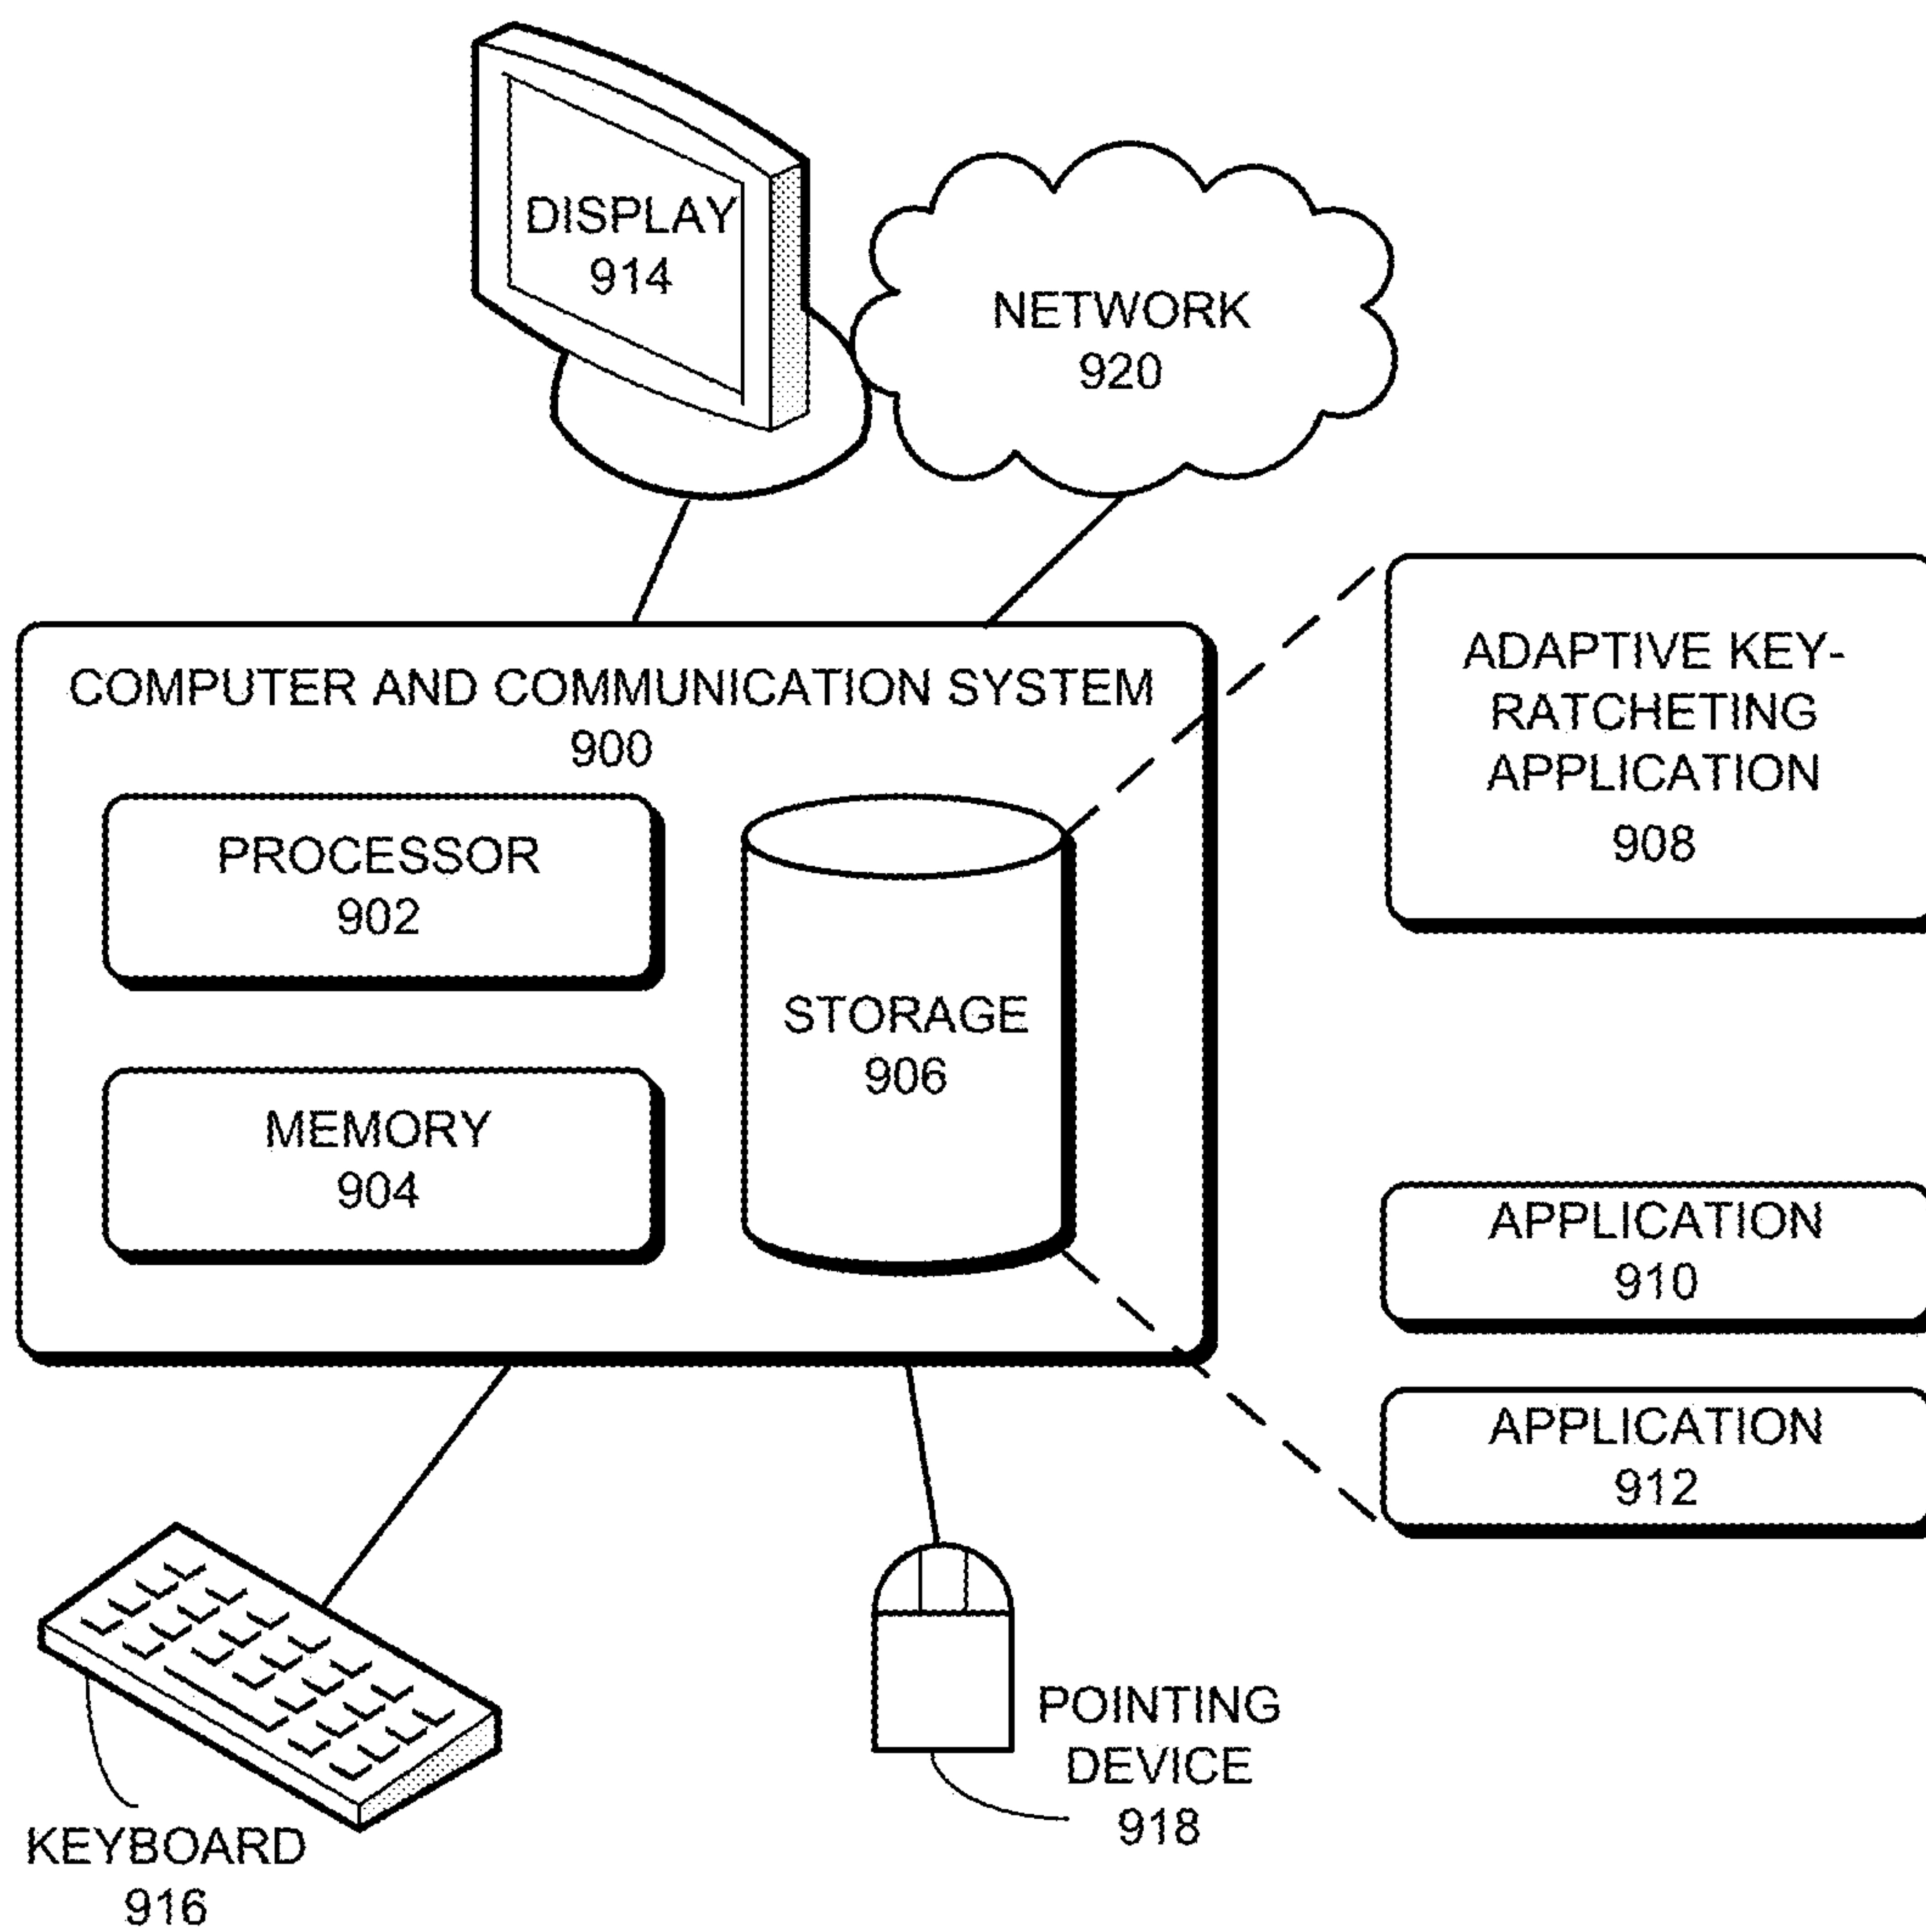 DISPLAY
914
NETWORK
920
COMPUTER AND COMMUNICATION SYSTEM
900
PROCESSOR
902
MEMORY
904
STORAGE
906
ADAPTIVE KEY-
RATCHETING
APPLICATION
908
APPLICATION
910
APPLICATION
912
KEYBOARD
916
POINTING
DEVICE
918